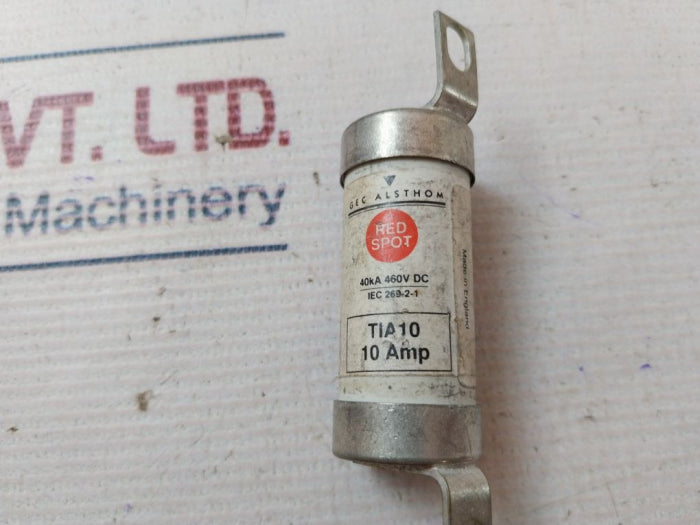 VT. LTD.
Machinery
GEC ALSTHOM
RED
SPOT
40kA 460V DC
IEC 269-2-1
TIA10
10 Amp
Made in England